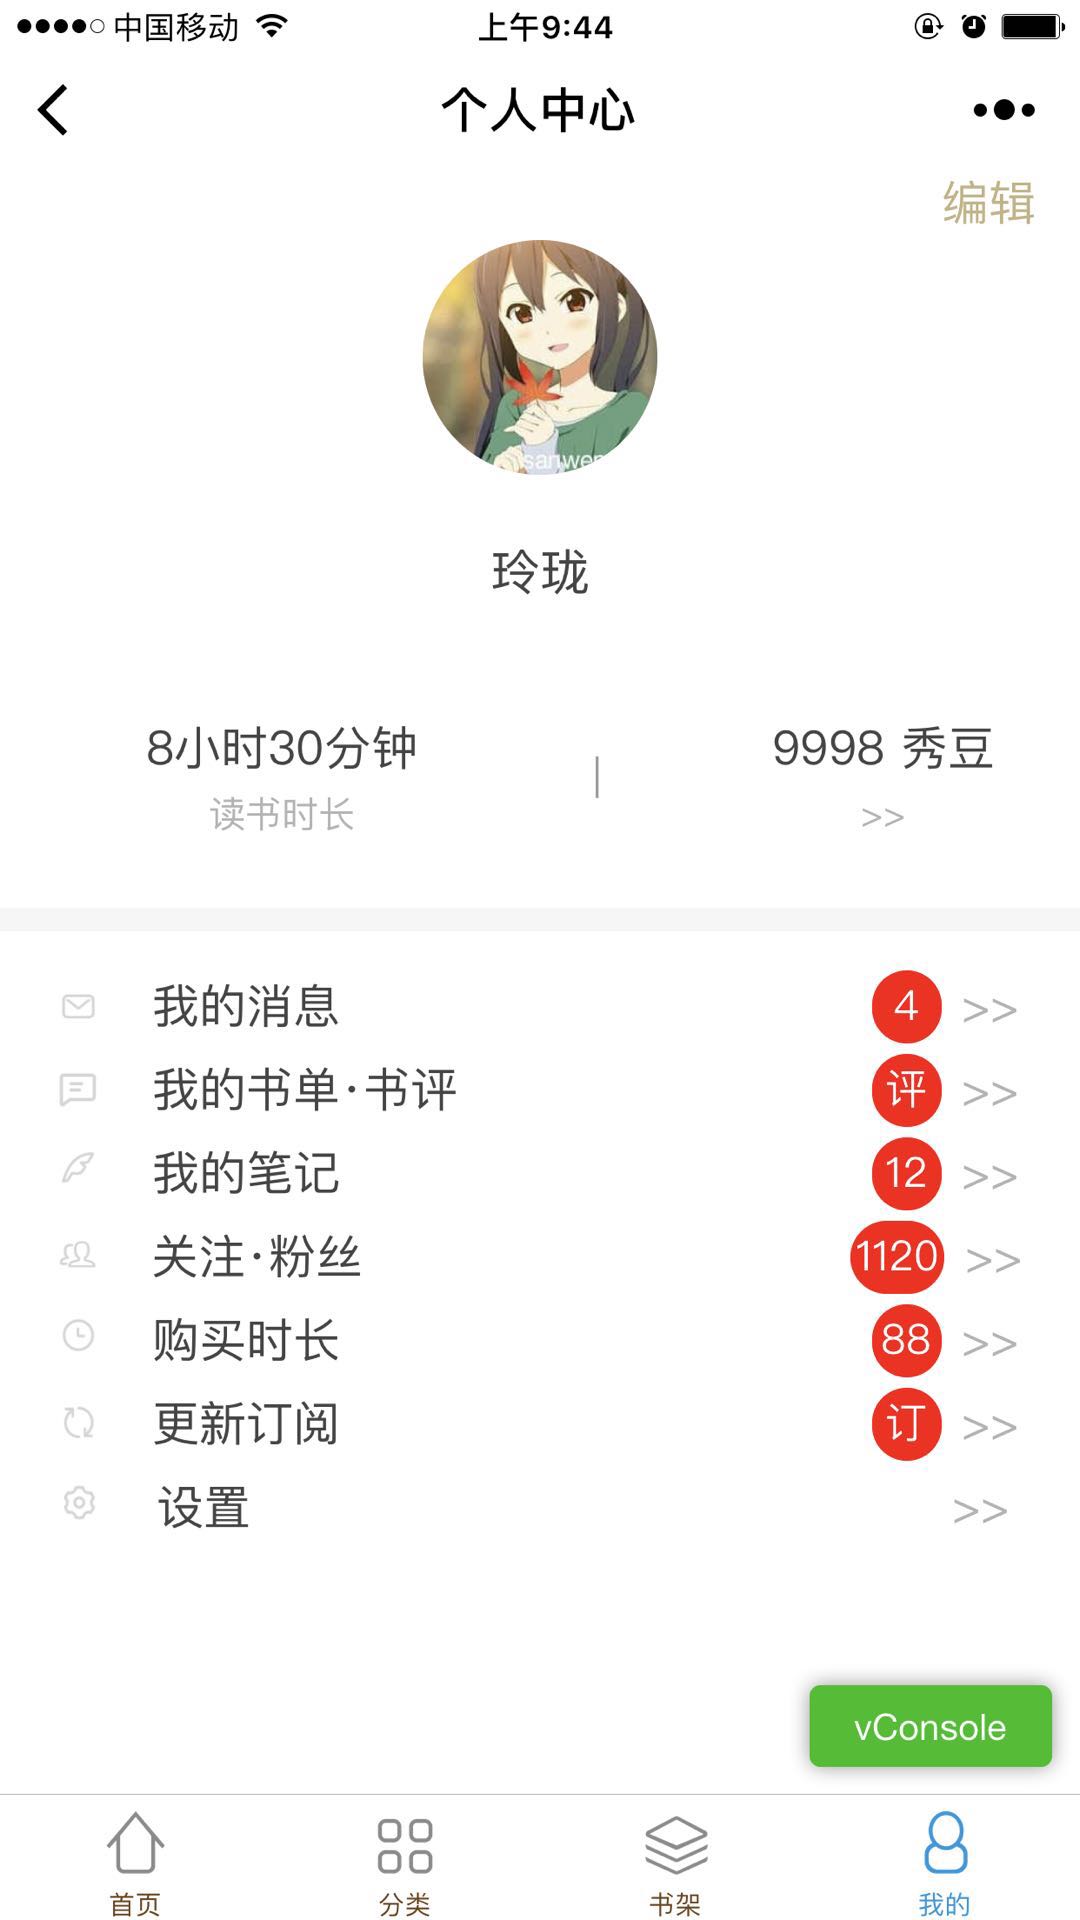 中国移动
上午9:44
个人中心
编辑
sanwen
玲珑
8小时30分钟
9998 秀豆
读书时长
>>
我的消息 4 >>
我的书单·书评 评 >>
我的笔记 12 >>
关注·粉丝 1120 >>
购买时长 88 >>
更新订阅 订 >>
设置 >>
vConsole
首页 分类 书架 我的